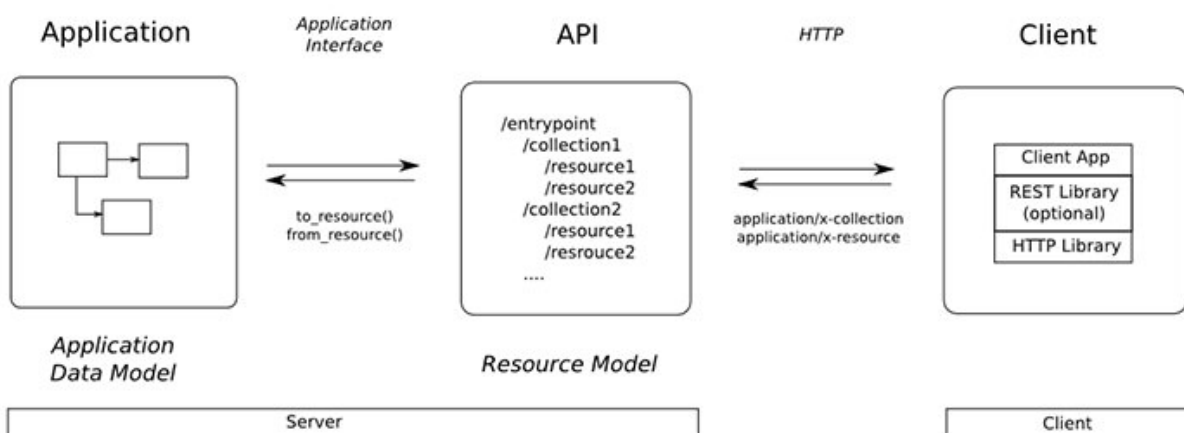 Application
Application
Interface
API
HTTP
Client
/entrypoint
/collection1
/resource1
/resource2
/collection2
/resource1
/resrouce2
....
to_resource()
from_resource()
application/x-collection
application/x-resource
Client App
REST Library
(optional)
HTTP Library
Application
Data Model
Resource Model
Server
Client